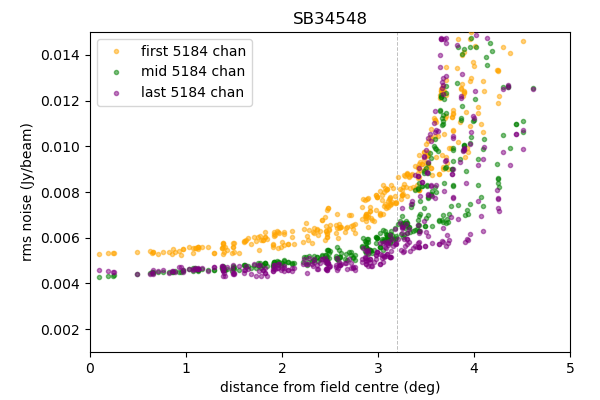 SB34548
first 5184 chan
mid 5184 chan
last 5184 chan
rms noise (Jy/beam)
0.014
0.012
0.010
0.008
0.006
0.004
0.002
0 1 2 3 4 5
distance from field centre (deg)